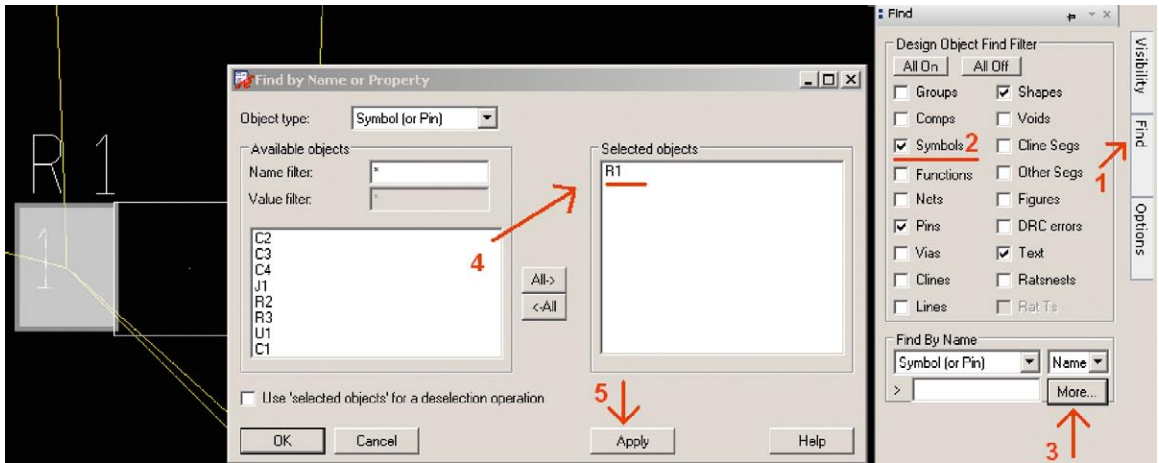 R 1
1
Find by Name or Property
Object type: Symbol (or Pin)
Available objects
Name filter: *
Value filter: *
C2
C3
C4
J1
R2
R3
U1
C1
All->
<-All
Selected objects
R1
4
Use 'selected objects' for a deselection operation
5
OK Cancel Apply Help
Find
Design Object Find Filter
All On All Off
Groups Shapes
Comps Voids
Symbols 2 Cline Segs
Functions Other Segs
Nets Figures
Pins DRC errors
Vias Text
Clines Ratsnests
Lines Rat Ts
Find By Name
Symbol (or Pin) Name
> More...
3
Visibility
Find
1
Options